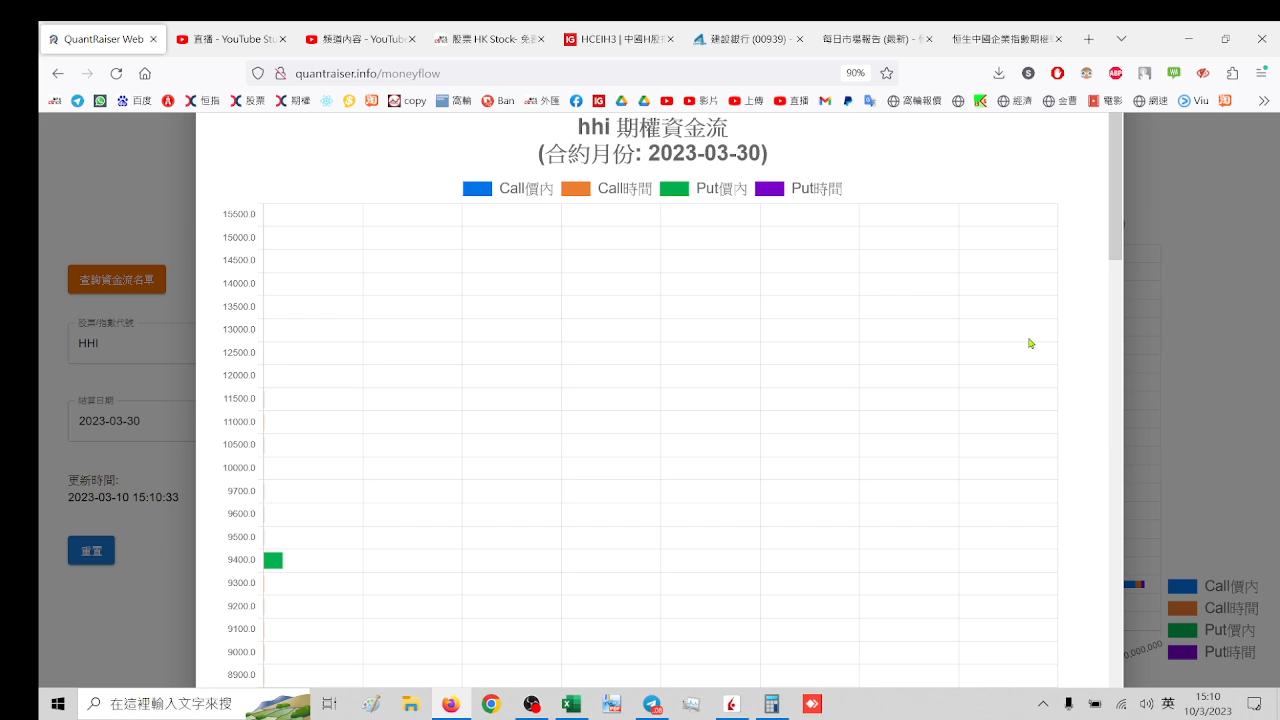 QuantRaiser Web
直播 - YouTube Stu
頻道內容 - YouTube
股票 HK Stock- 免
HCEIH3 | 中國H股
建設銀行 (00939) -
每日市場報告 (最新) -
恒生中國企業指數期權
quantraiser.info/moneyflow
90%
百度
恒指
股票
期權
copy
窩輪
Ban
外匯
影片
上傳
直播
窩輪報價
經濟
金曹
電影
網速
Viu
hhi 期權資金流
(合約月份: 2023-03-30)
Call價內 Call時間 Put價內 Put時間
15500.0
15000.0
14500.0
14000.0
13500.0
13000.0
12500.0
12000.0
11500.0
11000.0
10500.0
10000.0
9700.0
9600.0
9500.0
9400.0
9300.0
9200.0
9100.0
9000.0
8900.0
查詢資金流名單
股票/指數代號
HHI
結算日期
2023-03-30
更新時間:
2023-03-10 15:10:33
重置
Call價內
Call時間
Put價內
Put時間
0,000,000
在這裡輸入文字來搜
英
15:10
10/3/2023